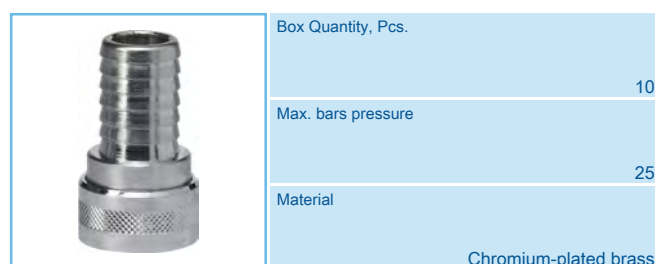 Box Quantity, Pcs.
10
Max. bars pressure
25
Material
Chromium-plated brass